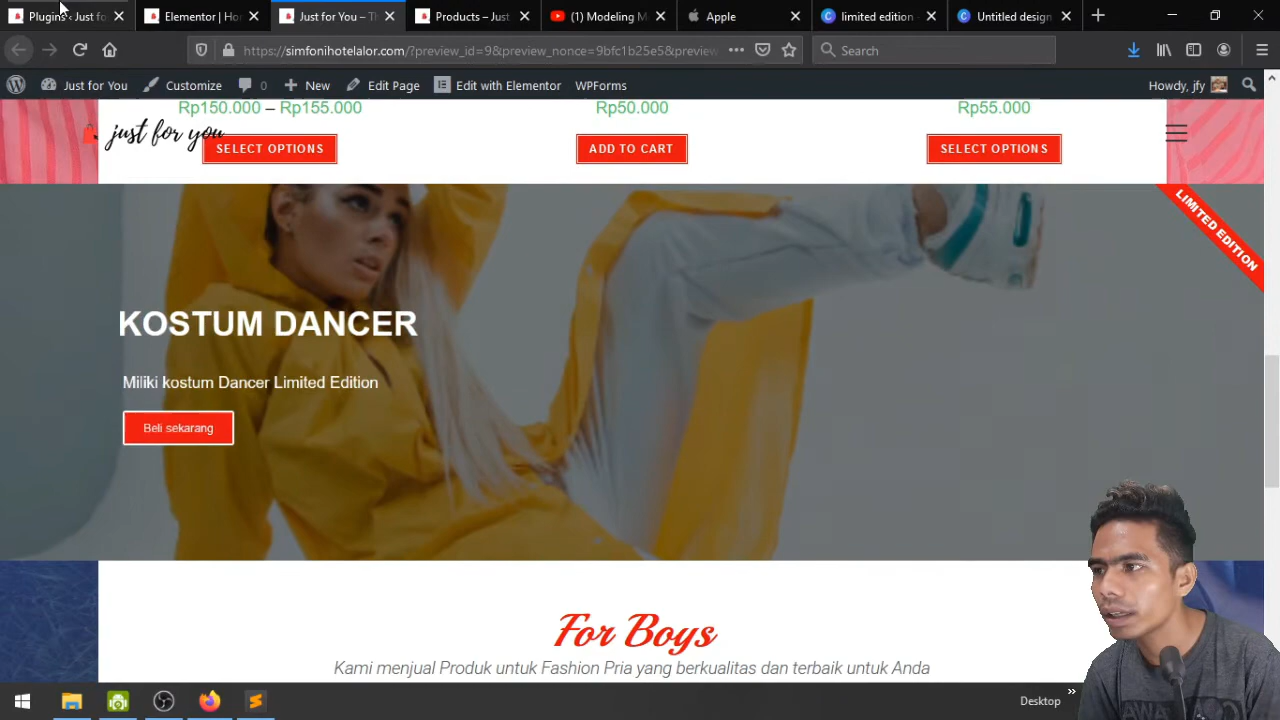 Plugins ‹ Just fo
Elementor | Ho
Just for You – Th
Products – Just
(1) Modeling M
Apple
limited edition -
Untitled design
https://simfonihotelalor.com/?preview_id=9&preview_nonce=9bfc1b25e5&preview
Search
Just for You
Customize
0
New
Edit Page
Edit with Elementor
WPForms
Howdy, jfy
Rp150.000 – Rp155.000
Rp50.000
Rp55.000
just for you
SELECT OPTIONS
ADD TO CART
SELECT OPTIONS
LIMITED EDITION
KOSTUM DANCER
Miliki kostum Dancer Limited Edition
Beli sekarang
For Boys
Kami menjual Produk untuk Fashion Pria yang berkualitas dan terbaik untuk Anda
Desktop